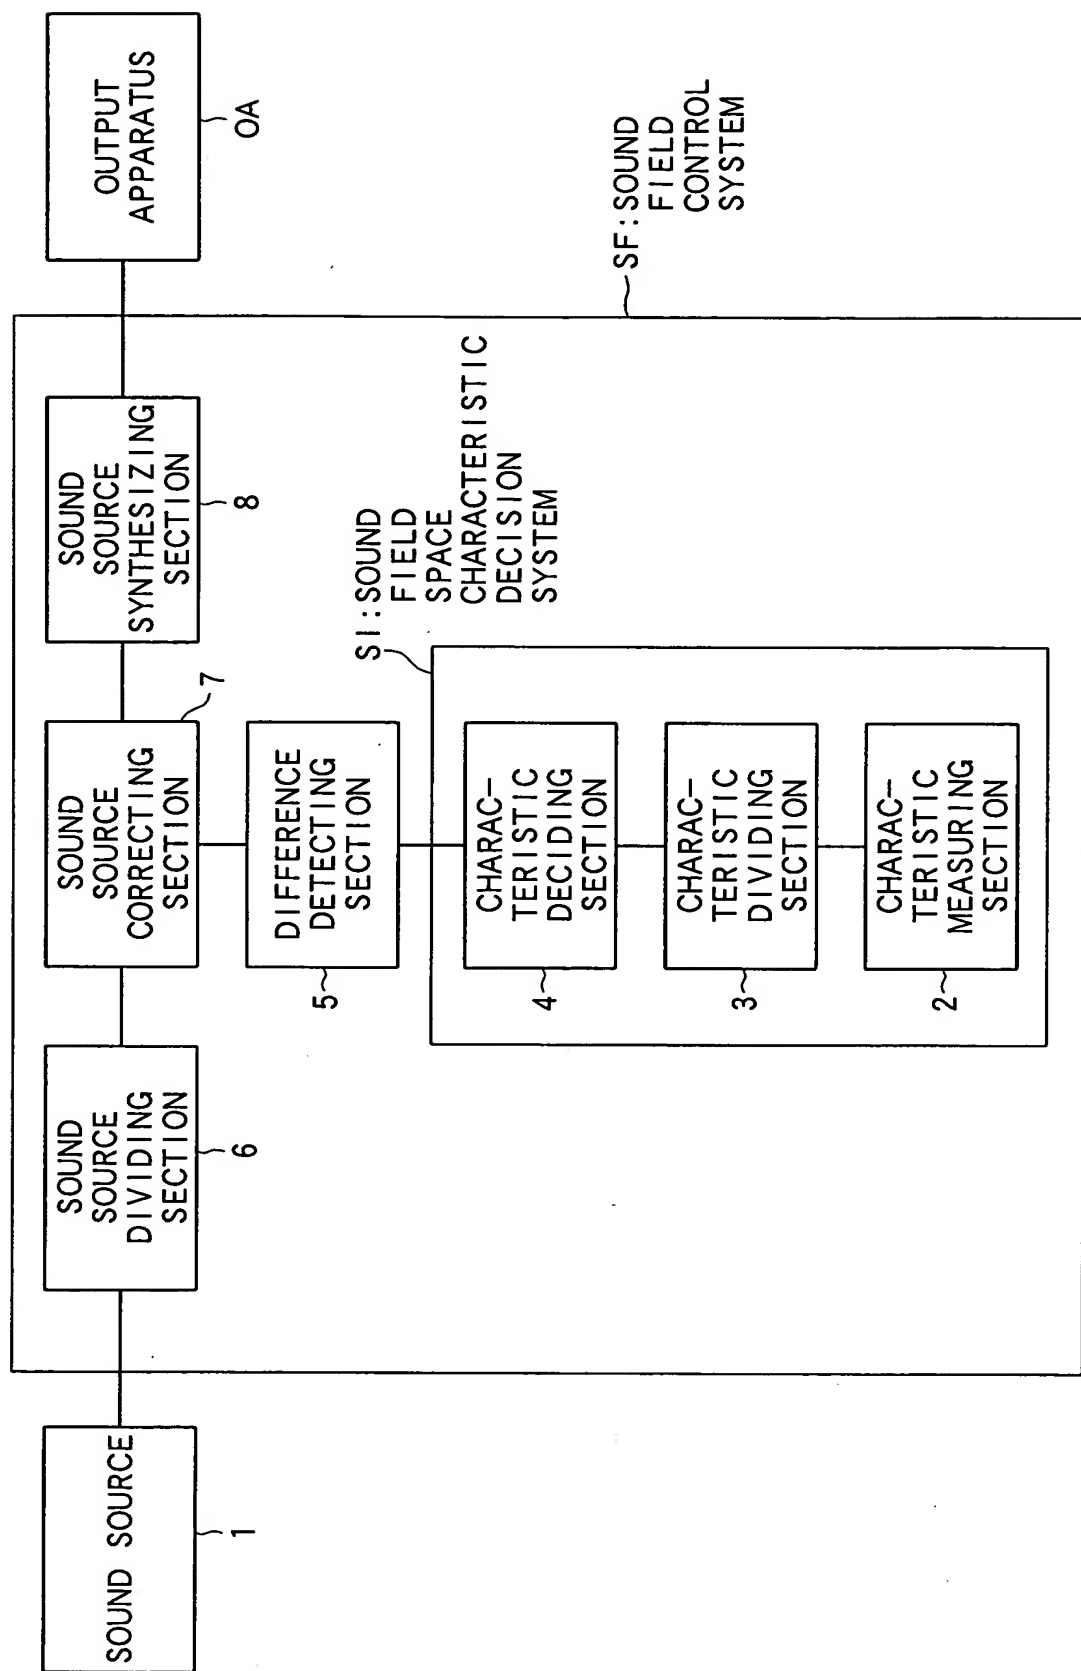 SOUND SOURCE
1
SOUND
SOURCE
DIVIDING
SECTION
6
SOUND
SOURCE
CORRECTING
SECTION
7
SOUND
SOURCE
SYNTHESIZING
SECTION
8
OUTPUT
APPARATUS
OA
DIFFERENCE
DETECTING
SECTION
5
SI:SOUND
FIELD
SPACE
CHARACTERISTIC
DECISION
SYSTEM
SF:SOUND
FIELD
CONTROL
SYSTEM
CHARAC-
TERISTIC
DECIDING
SECTION
4
CHARAC-
TERISTIC
DIVIDING
SECTION
3
CHARAC-
TERISTIC
MEASURING
SECTION
2